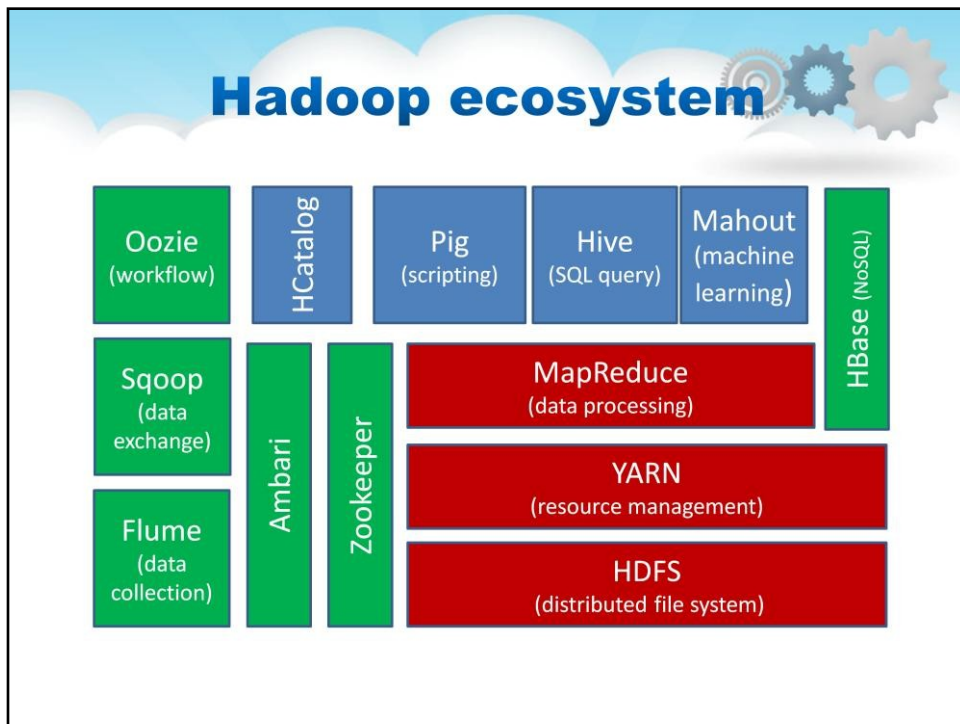 Hadoop ecosystem
Oozie
(workflow)
HCatalog
Pig
(scripting)
Hive
(SQL query)
Mahout
(machine
learning)
HBase (NoSQL)
Sqoop
(data
exchange)
Ambari
Zookeeper
MapReduce
(data processing)
YARN
(resource management)
Flume
(data
collection)
HDFS
(distributed file system)